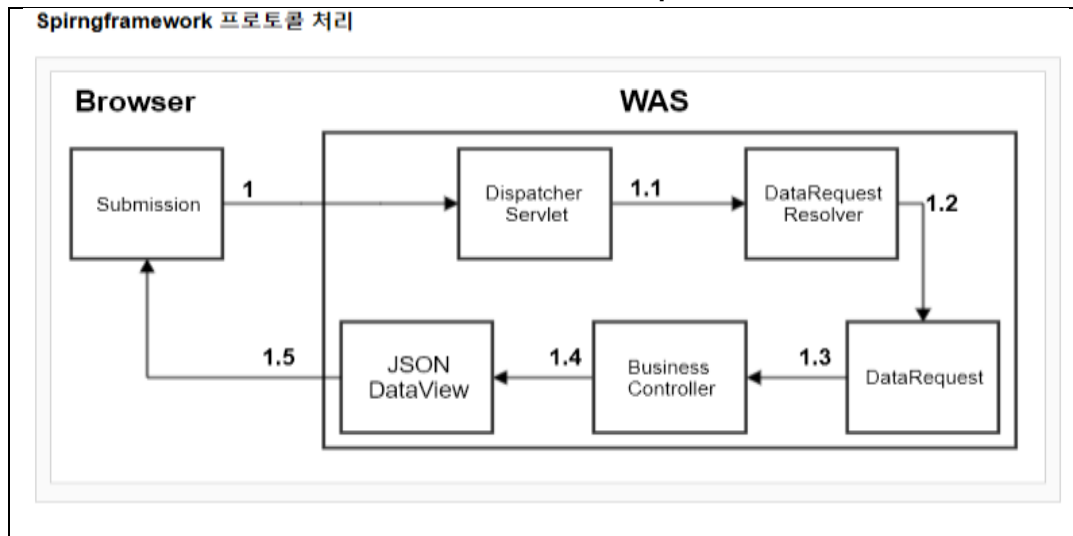 Spirngframework 프로토콜 처리
Browser
WAS
Submission
1
Dispatcher
Servlet
1.1
DataRequest
Resolver
1.2
1.5
JSON
DataView
1.4
Business
Controller
1.3
DataRequest